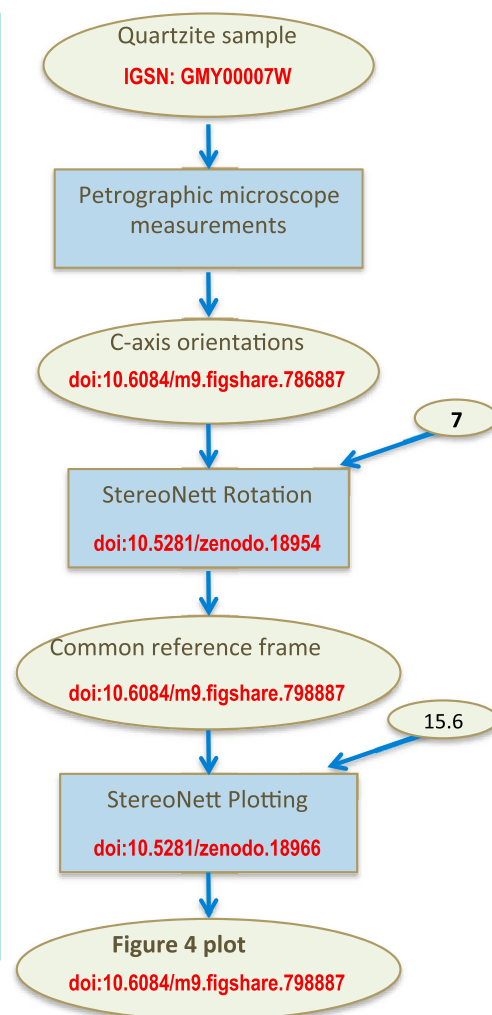 Quartzite sample
IGSN: GMY00007W
Petrographic microscope
measurements
C-axis orientations
doi:10.6084/m9.figshare.786887
7
StereoNett Rotation
doi:10.5281/zenodo.18954
Common reference frame
doi:10.6084/m9.figshare.798887
15.6
StereoNett Plotting
doi:10.5281/zenodo.18966
Figure 4 plot
doi:10.6084/m9.figshare.798887